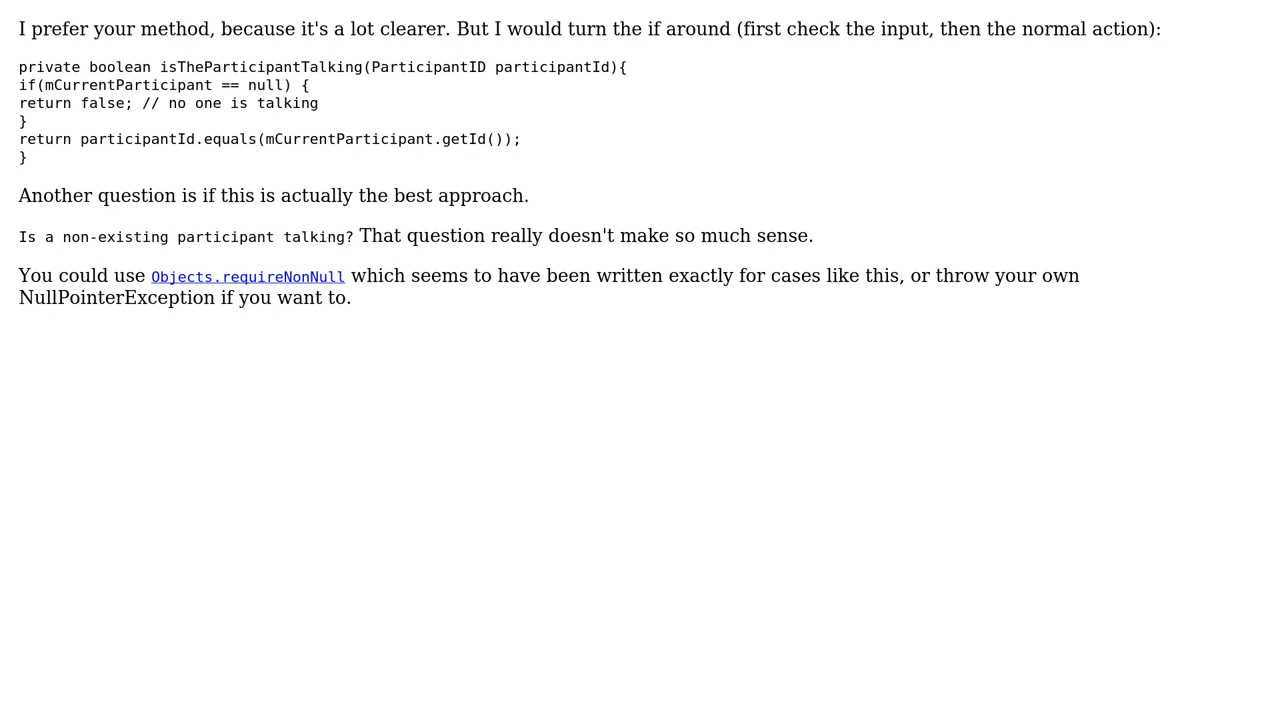 I prefer your method, because it's a lot clearer. But I would turn the if around (first check the input, then the normal action):
private boolean isTheParticipantTalking(ParticipantID participantId){
if(mCurrentParticipant == null) {
return false; // no one is talking
}
return participantId.equals(mCurrentParticipant.getId());
}
Another question is if this is actually the best approach.
Is a non-existing participant talking? That question really doesn't make so much sense.
You could use Objects.requireNonNull which seems to have been written exactly for cases like this, or throw your own
NullPointerException if you want to.